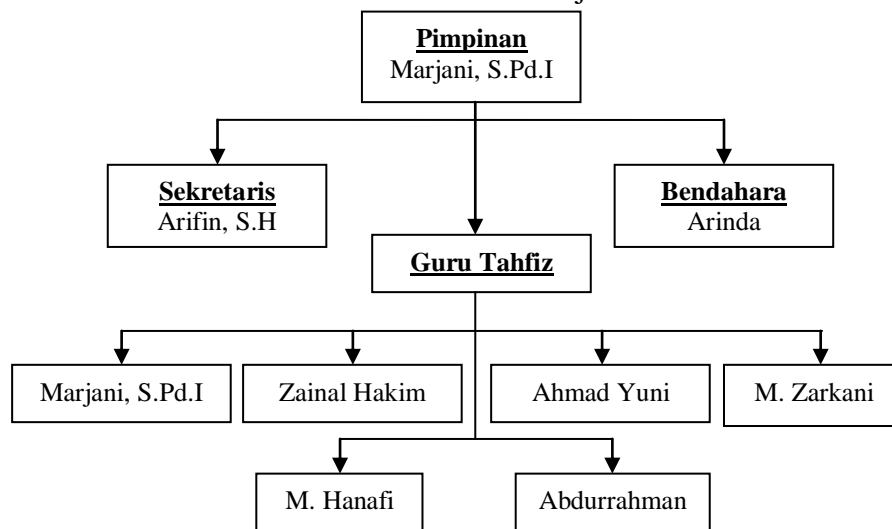 Pimpinan
Marjani, S.Pd.I
Sekretaris
Arifin, S.H
Bendahara
Arinda
Guru Tahfiz
Marjani, S.Pd.I
Zainal Hakim
Ahmad Yuni
M. Zarkani
M. Hanafi
Abdurrahman